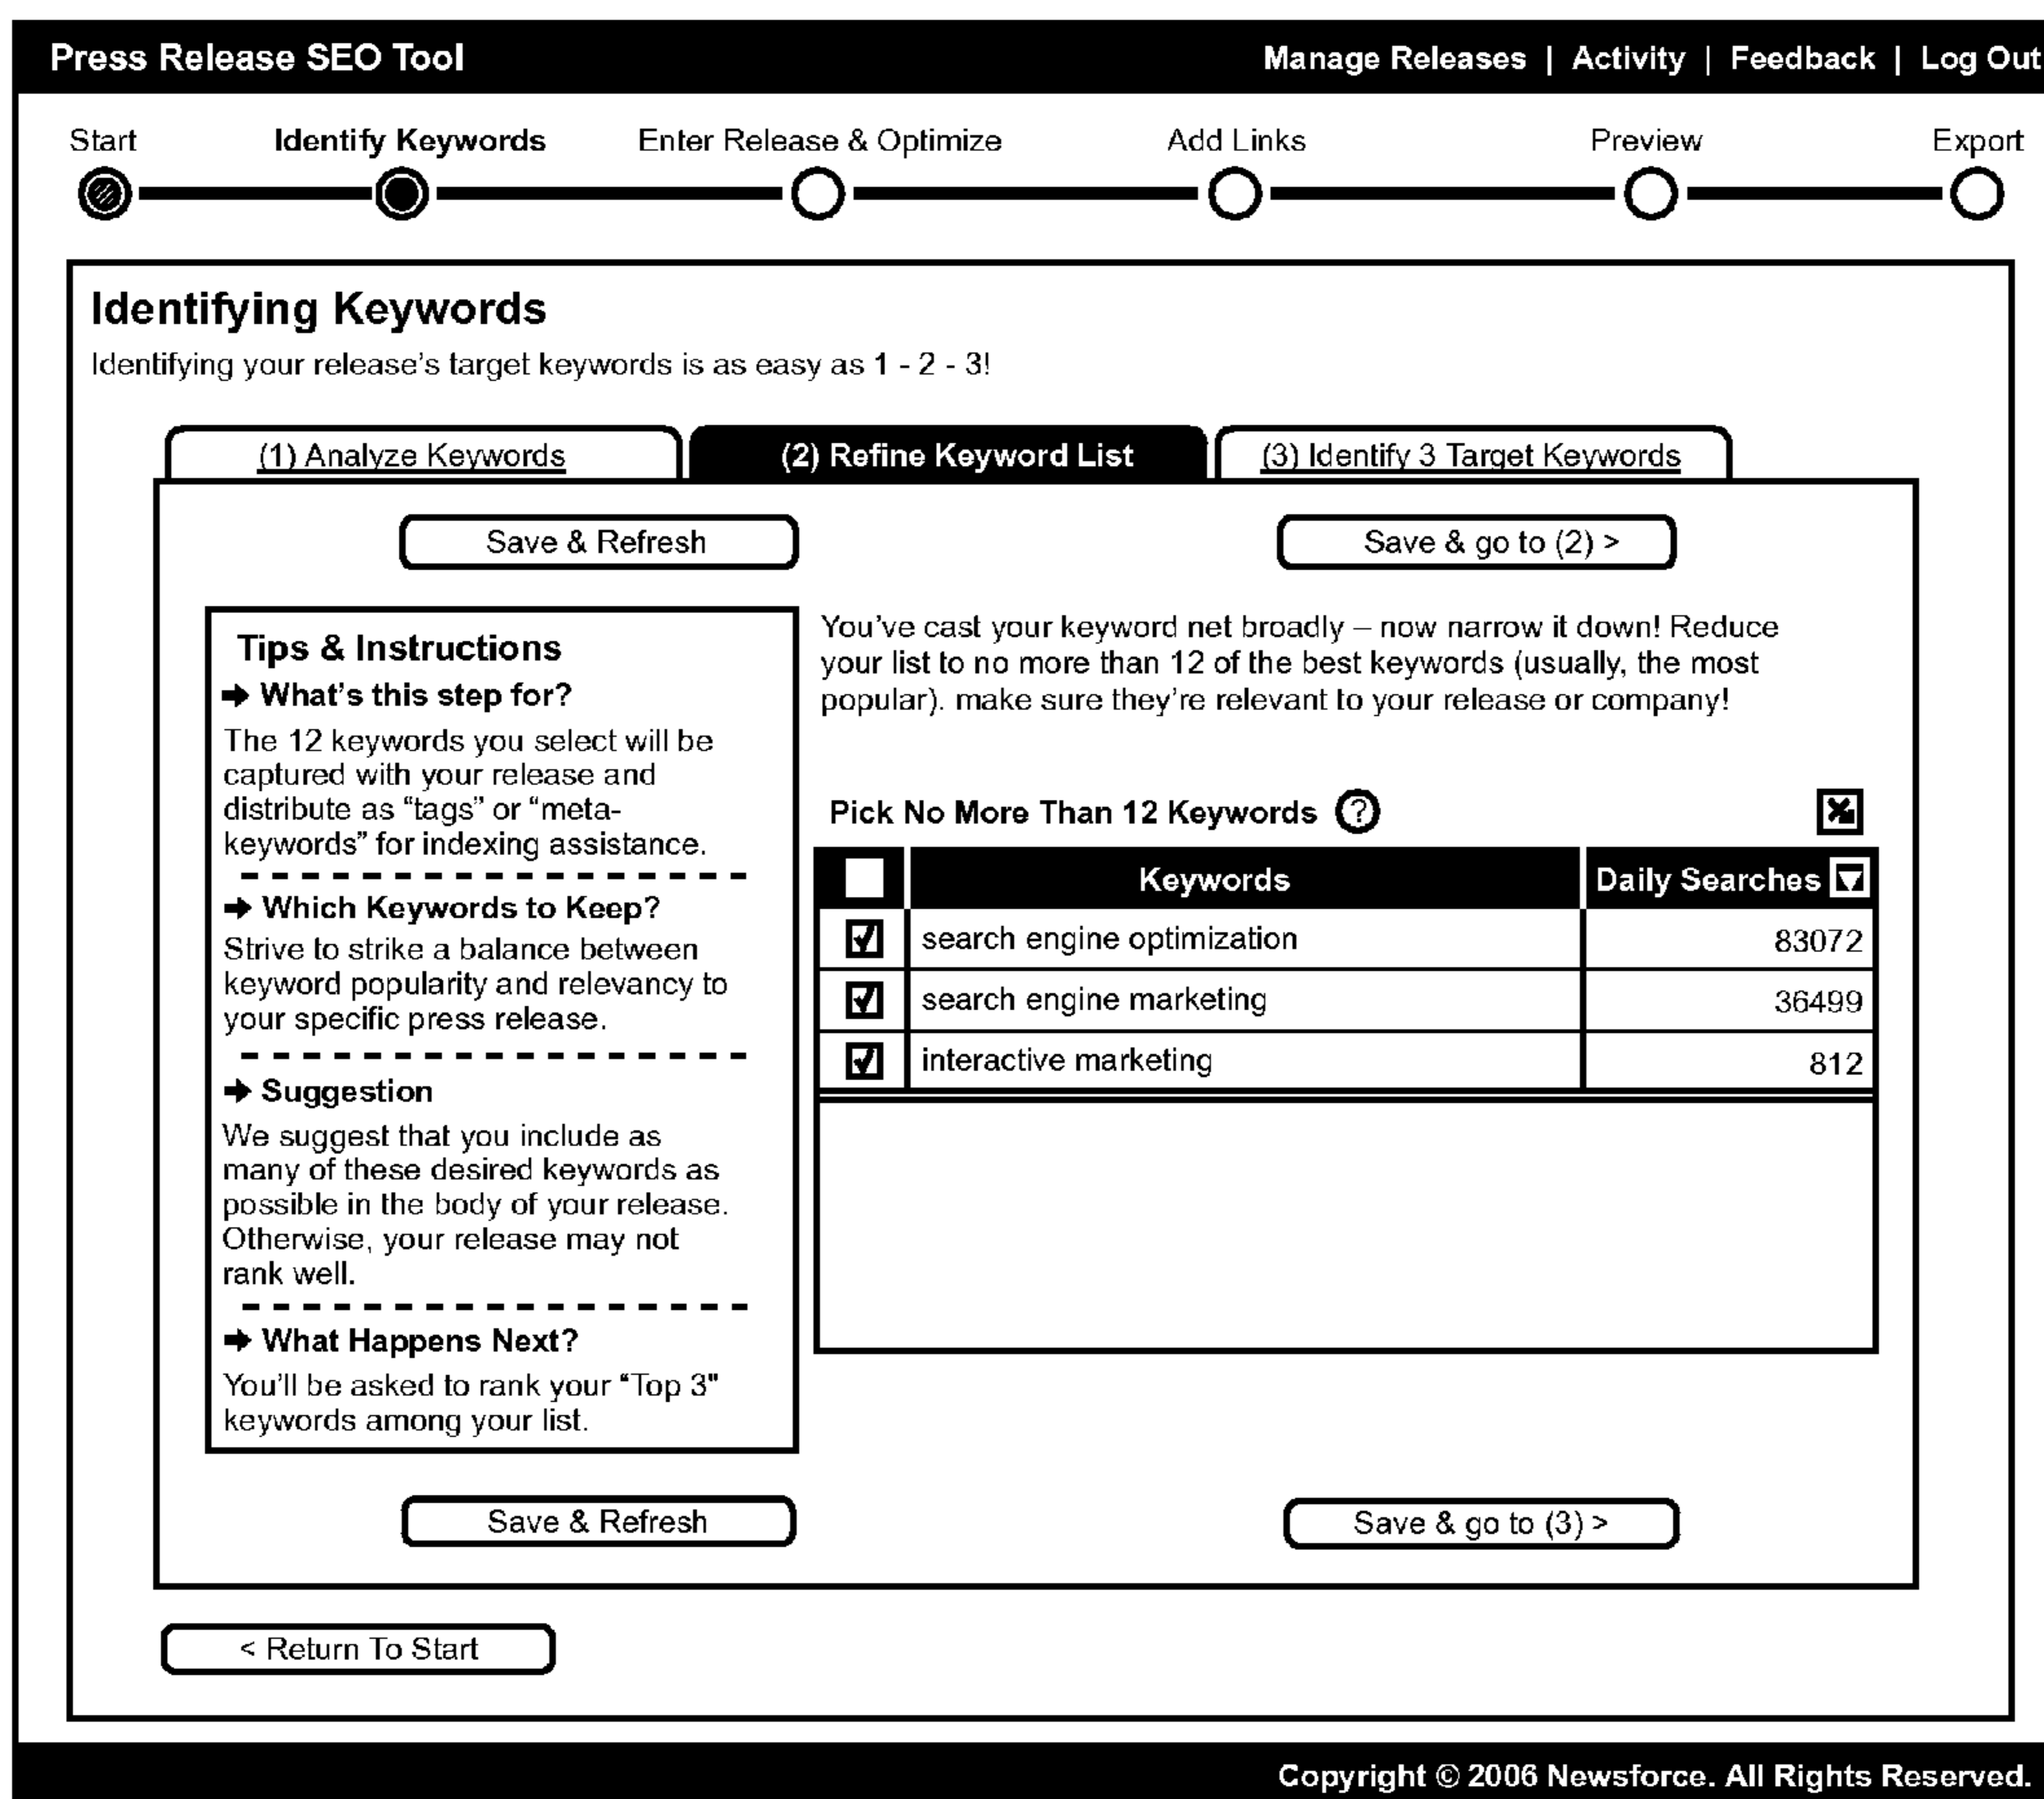 Press Release SEO Tool
Manage Releases | Activity | Feedback | Log Out
Start
Identify Keywords
Enter Release & Optimize
Add Links
Preview
Export
Identifying Keywords
Identifying your release's target keywords is as easy as 1 - 2 - 3!
(1) Analyze Keywords
(2) Refine Keyword List
(3) Identify 3 Target Keywords
Save & Refresh
Save & go to (2) >
Tips & Instructions
What's this step for?
The 12 keywords you select will be
captured with your release and
distribute as “tags” or “meta-
keywords” for indexing assistance.
Which Keywords to Keep?
Strive to strike a balance between
keyword popularity and relevancy to
your specific press release.
Suggestion
We suggest that you include as
many of these desired keywords as
possible in the body of your release.
Otherwise, your release may not
rank well.
What Happens Next?
You'll be asked to rank your “Top 3"
keywords among your list.
You've cast your keyword net broadly – now narrow it down! Reduce
your list to no more than 12 of the best keywords (usually, the most
popular). make sure they're relevant to your release or company!
Pick No More Than 12 Keywords ?
Keywords
Daily Searches
search engine optimization 83072
search engine marketing 36499
interactive marketing 812
Save & Refresh
Save & go to (3) >
< Return To Start
Copyright © 2006 Newsforce. All Rights Reserved.